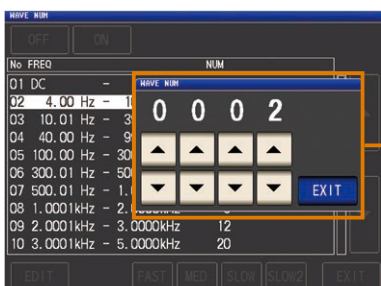 WAVE NUM
OFF ON
No FREQ NUM
01 DC -
02 4.00 Hz -
03 10.01 Hz -
04 40.00 Hz -
05 100.00 Hz -
06 300.01 Hz -
07 500.01 Hz -
08 1.0001kHz -
09 2.0001kHz - 3.0000kHz 12
10 3.0001kHz - 5.0000kHz 20
WAVE NUM
0 0 0 2
EXIT
EDIT FAST MED SLOW SLOW2 EXIT